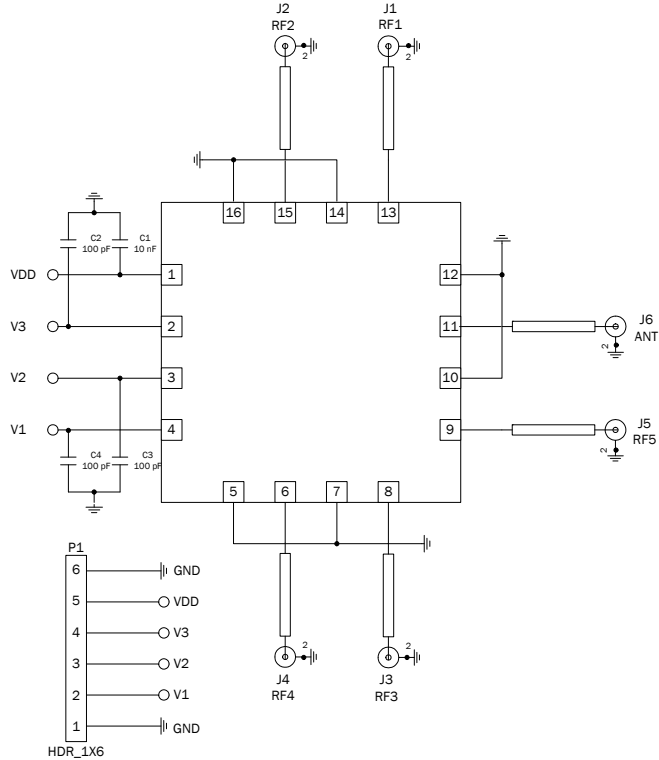 J2
RF2
J1
RF1
2
2
16
15
14
13
C2
100 pF
C1
10 nF
VDD
1
12
V3
2
11
J6
ANT
2
V2
3
10
V1
4
9
J5
RF5
2
C4
100 pF
C3
100 pF
5
6
7
8
P1
6
GND
5
VDD
4
V3
3
V2
2
V1
1
GND
HDR_1X6
2
2
J4
RF4
J3
RF3